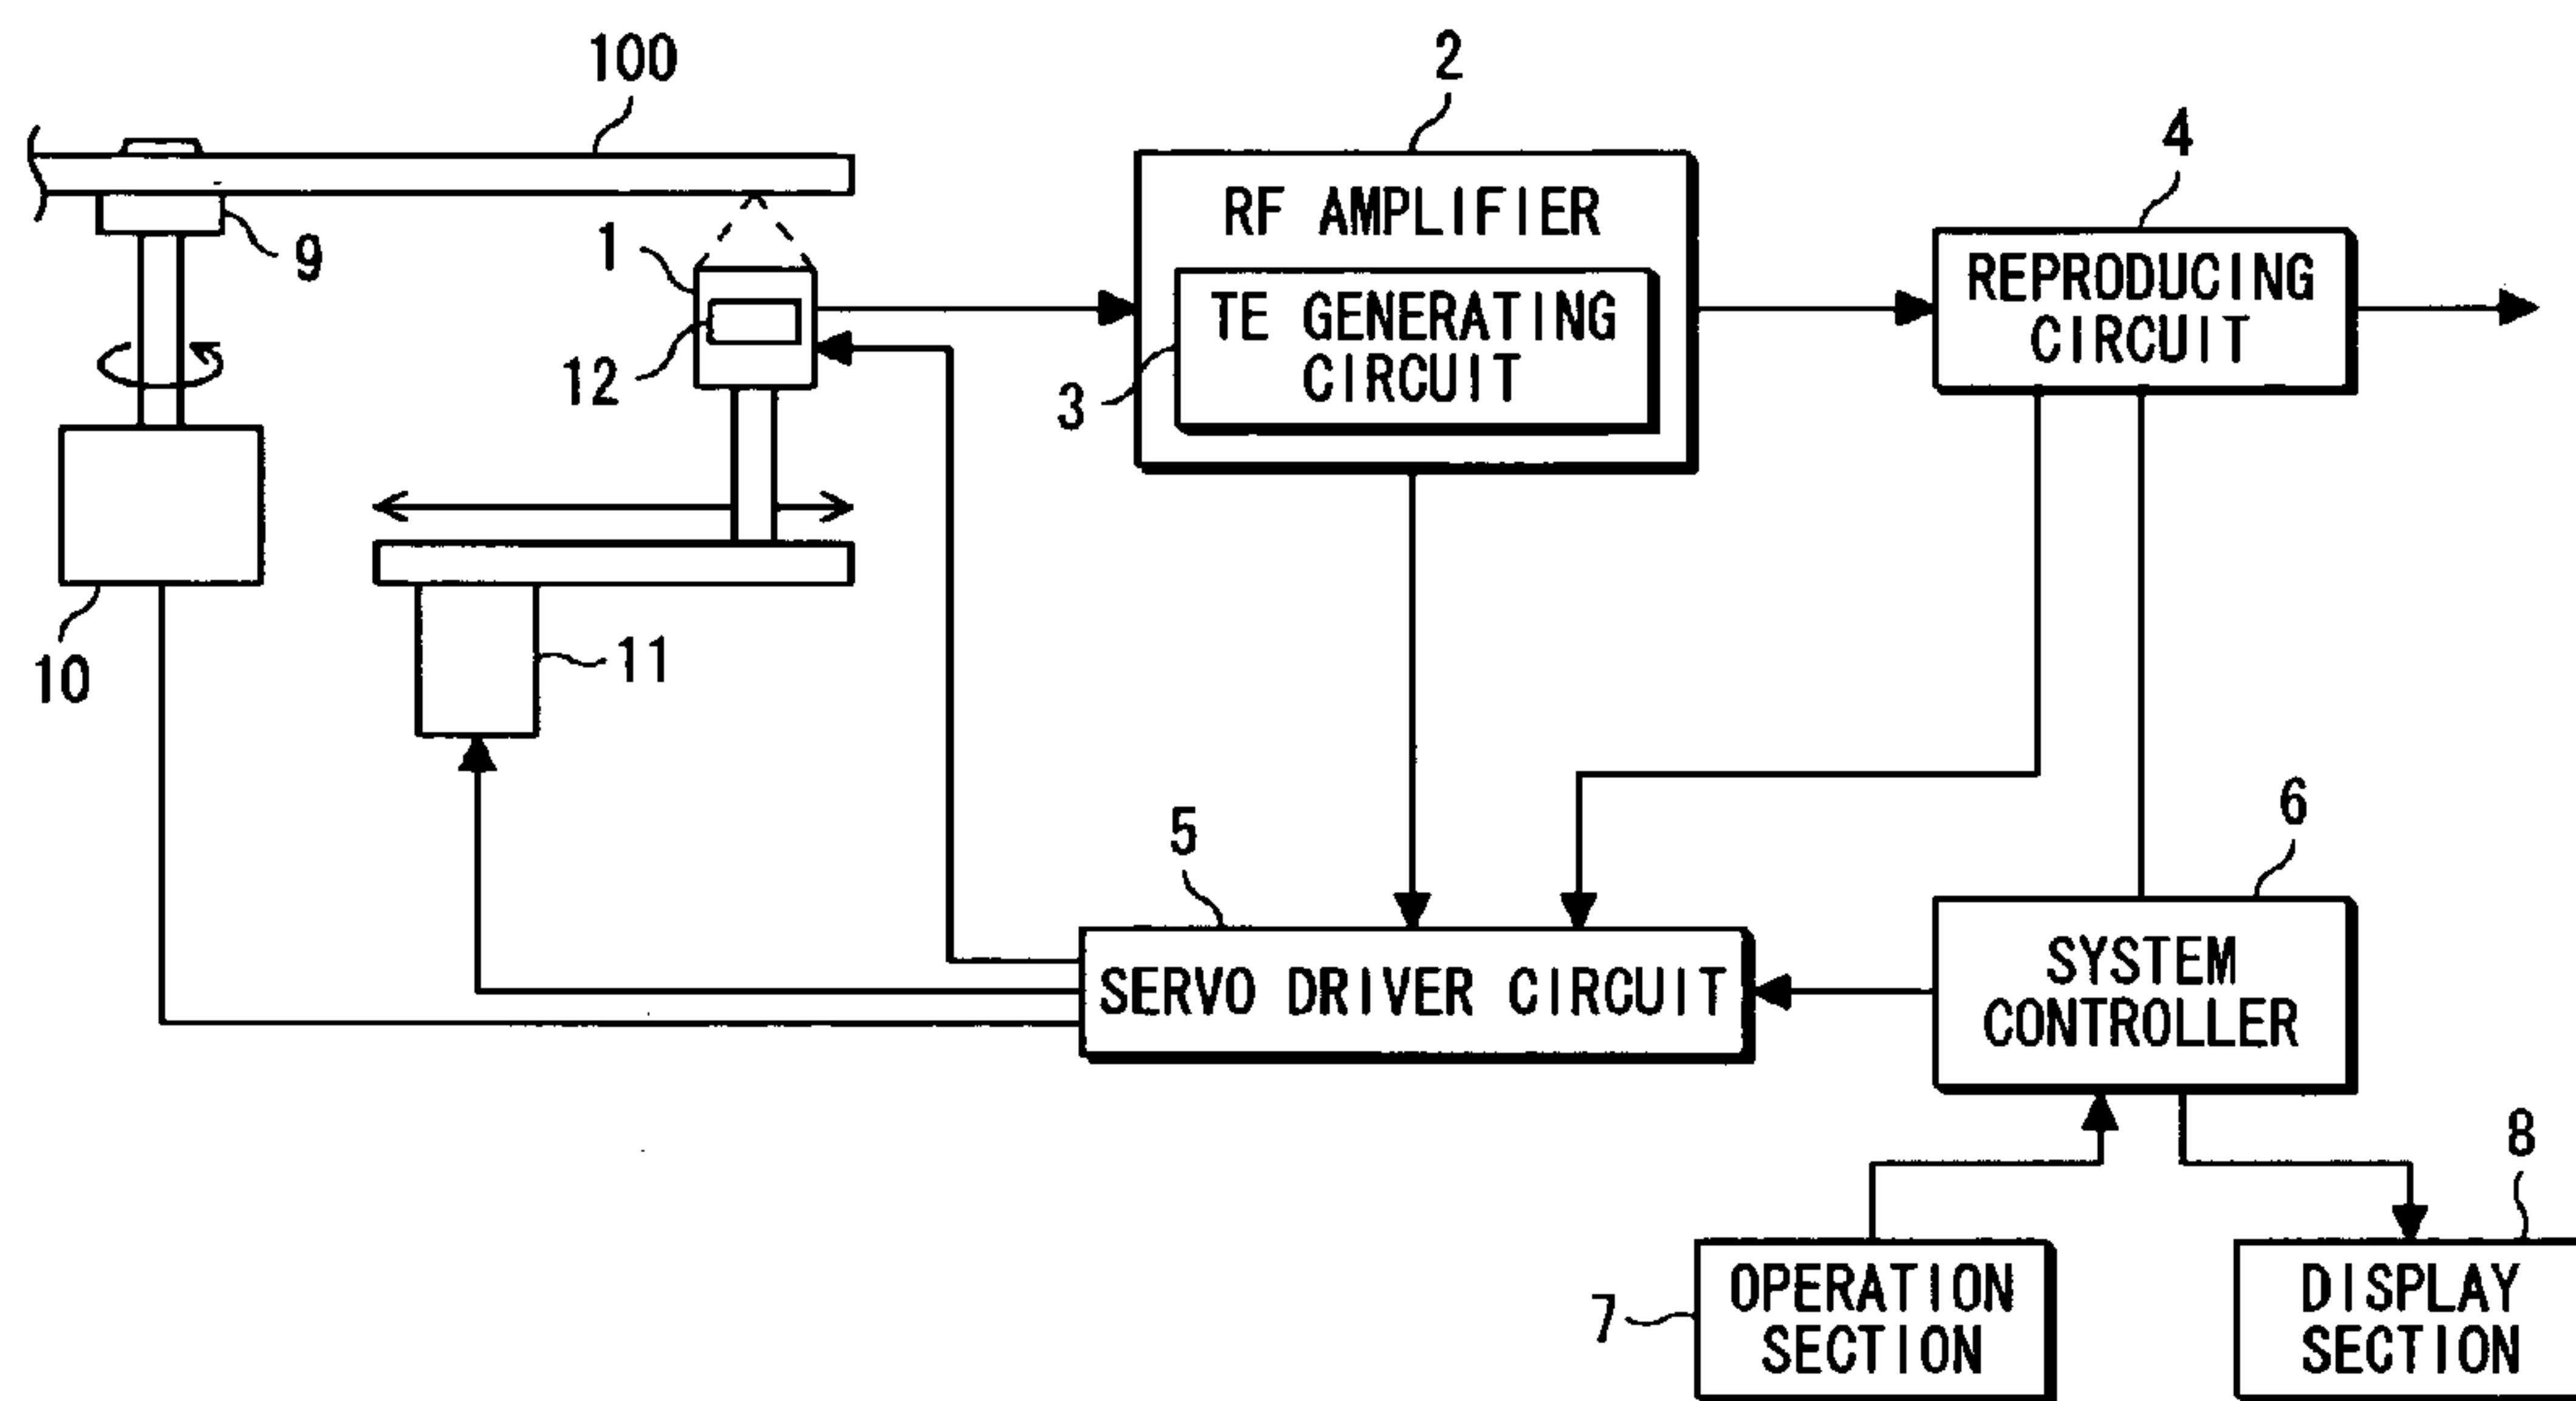 100
2
4
RF AMPLIFIER
9
1
REPRODUCING
CIRCUIT
TE GENERATING
CIRCUIT
12
3
10
11
5
6
SERVO DRIVER CIRCUIT
SYSTEM
CONTROLLER
8
7
OPERATION
SECTION
DISPLAY
SECTION